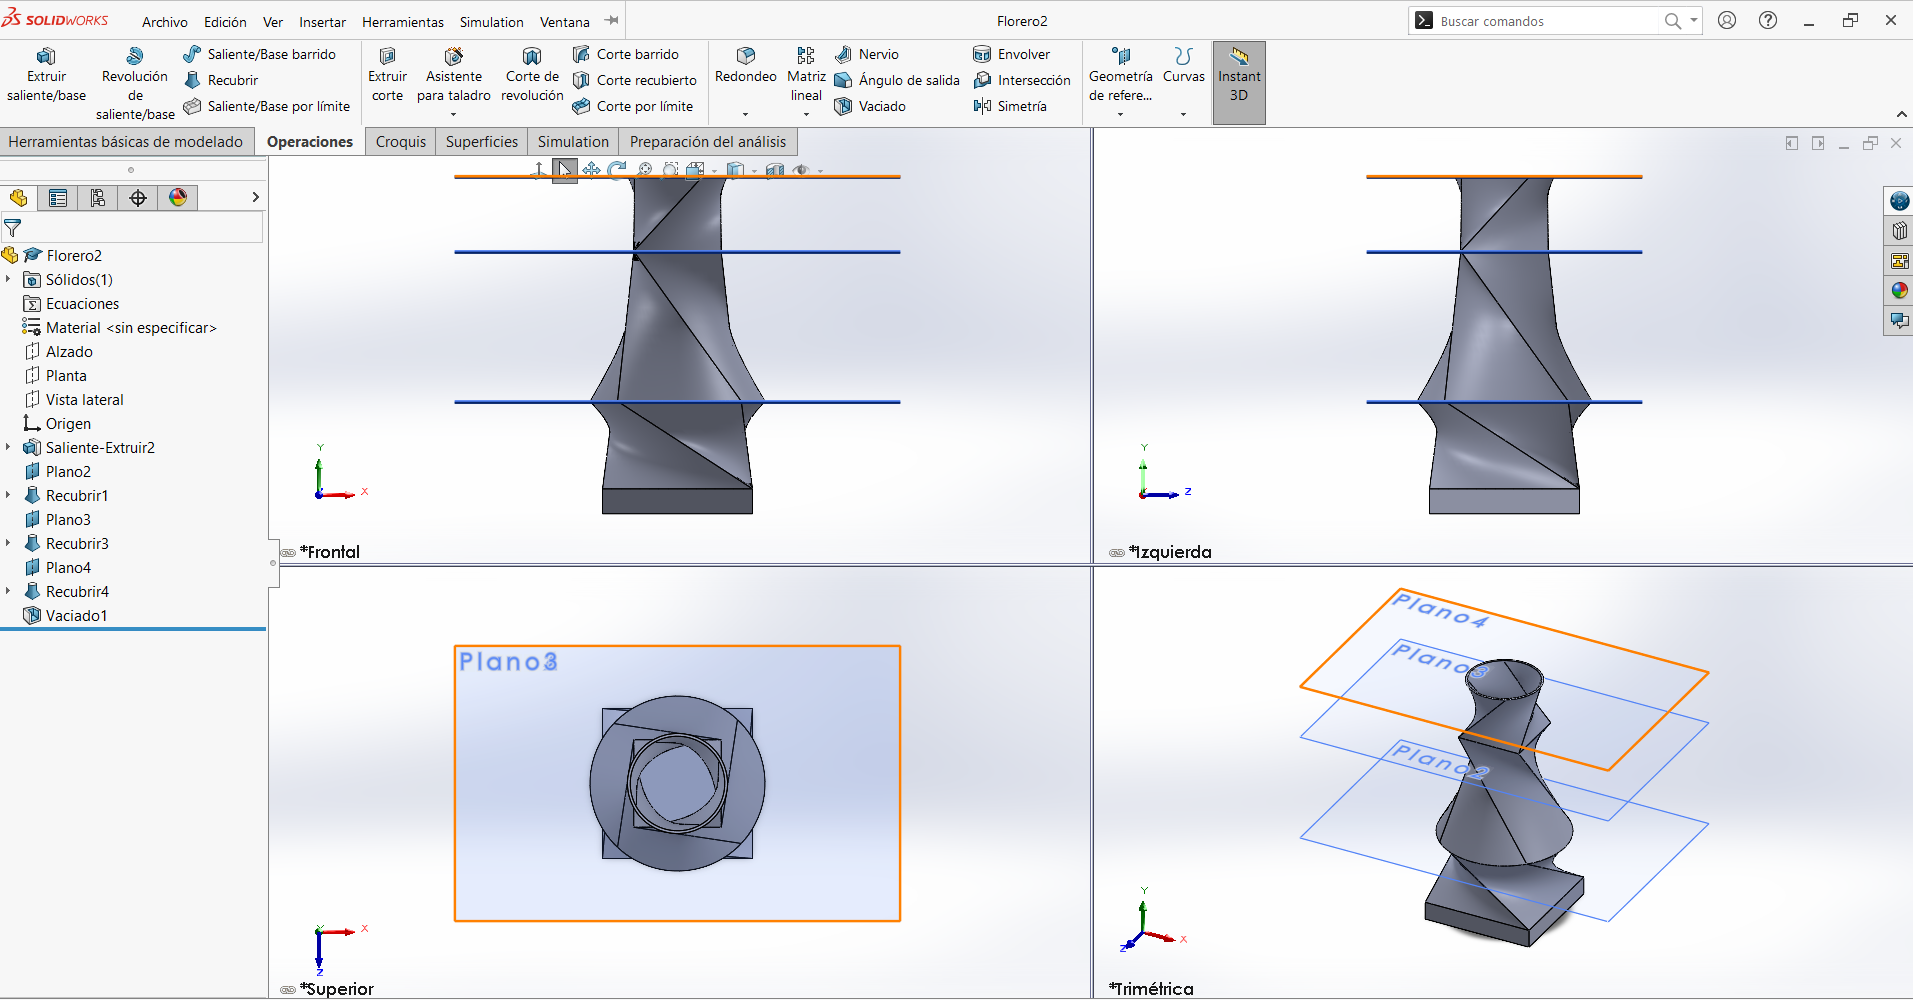 SOLIDWORKS
Archivo Edición Ver Insertar Herramientas Simulation Ventana
Florero2
Buscar comandos
Extruir saliente/base
Revolución de saliente/base
Saliente/Base barrido
Recubrir
Saliente/Base por límite
Extruir corte
Asistente para taladro
Corte de revolución
Corte barrido
Corte recubierto
Corte por límite
Redondeo
Matriz lineal
Nervio
Ángulo de salida
Vaciado
Envolver
Intersección
Simetría
Geometría de refere...
Curvas
Instant 3D
Herramientas básicas de modelado
Operaciones
Croquis
Superficies
Simulation
Preparación del análisis
Florero2
Sólidos(1)
Ecuaciones
Material <sin especificar>
Alzado
Planta
Vista lateral
Origen
Saliente-Extruir2
Plano2
Recubrir1
Plano3
Recubrir3
Plano4
Recubrir4
Vaciado1
Y
X
*Frontal
Y
Z
*Izquierda
Plano3
Y
X
Z
*Superior
Plano4
Plano3
Plano2
Y
X
Z
*Trimétrica